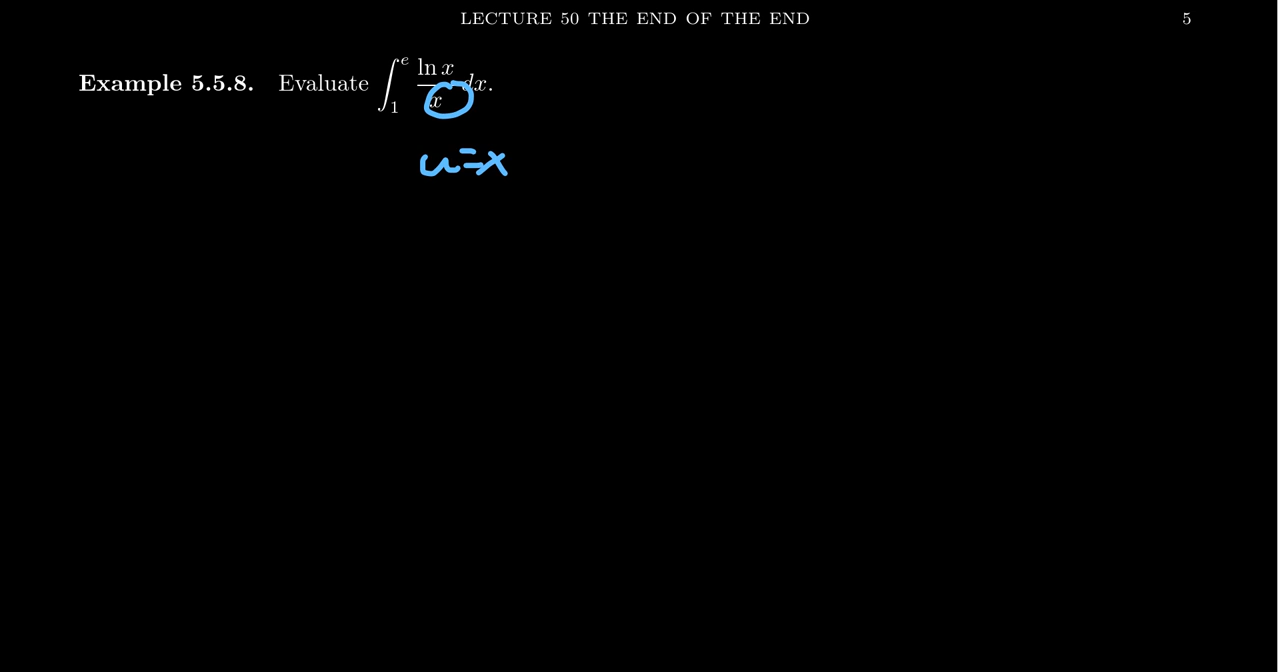 LECTURE 50 THE END OF THE END 5
Example 5.5.8. Evaluate ∫₁ᵉ (ln x)/x dx.
u=x